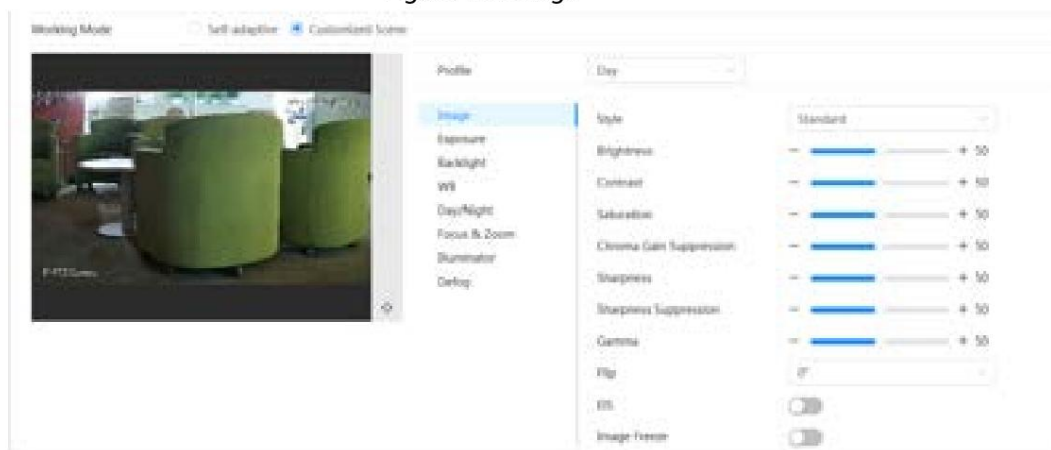 Working Mode Self-adaptive Customized Scene
Profile Day
Image
Exposure
Backlight
WB
Day/Night
Focus & Zoom
Illuminator
Defog
Style Standard
Brightness - + 50
Contrast - + 50
Saturation - + 50
Chroma Gain Suppression - + 50
Sharpness - + 50
Sharpness Suppression - + 50
Gamma - + 50
Flip 0°
EIS
Image Freeze